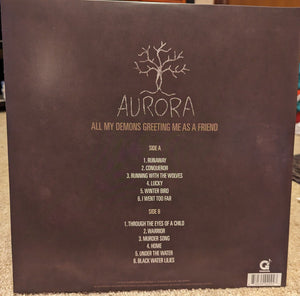 AURORA
ALL MY DEMONS GREETING ME AS A FRIEND
SIDE A
1. RUNAWAY
2. CONQUEROR
3. RUNNING WITH THE WOLVES
4. LUCKY
5. WINTER BIRD
6. I WENT TOO FAR
SIDE B
1. THROUGH THE EYES OF A CHILD
2. WARRIOR
3. MURDER SONG
4. HOME
5. UNDER THE WATER
6. BLACK WATER LILIES